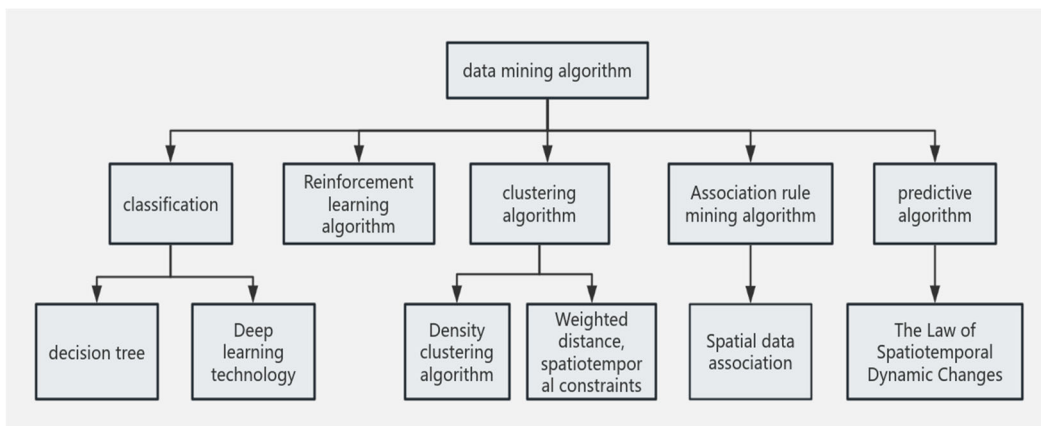 data mining algorithm
classification
Reinforcement
learning
algorithm
clustering
algorithm
Association rule
mining algorithm
predictive
algorithm
decision tree
Deep
learning
technology
Density
clustering
algorithm
Weighted
distance,
spatiotempor
al constraints
Spatial data
association
The Law of
Spatiotemporal
Dynamic Changes